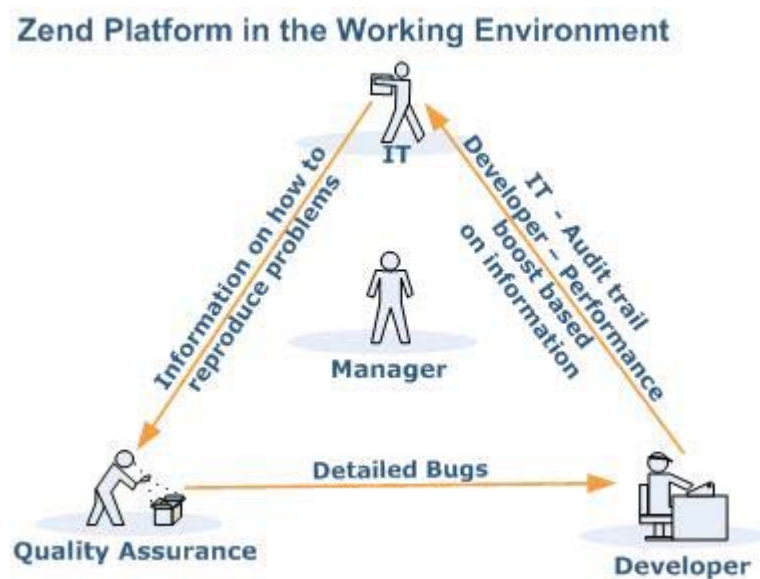 Zend Platform in the Working Environment
IT
Information on how to
reproduce problems
IT - Audit trail
Developer – Performance
boost based
on information
Manager
Detailed Bugs
Quality Assurance
Developer